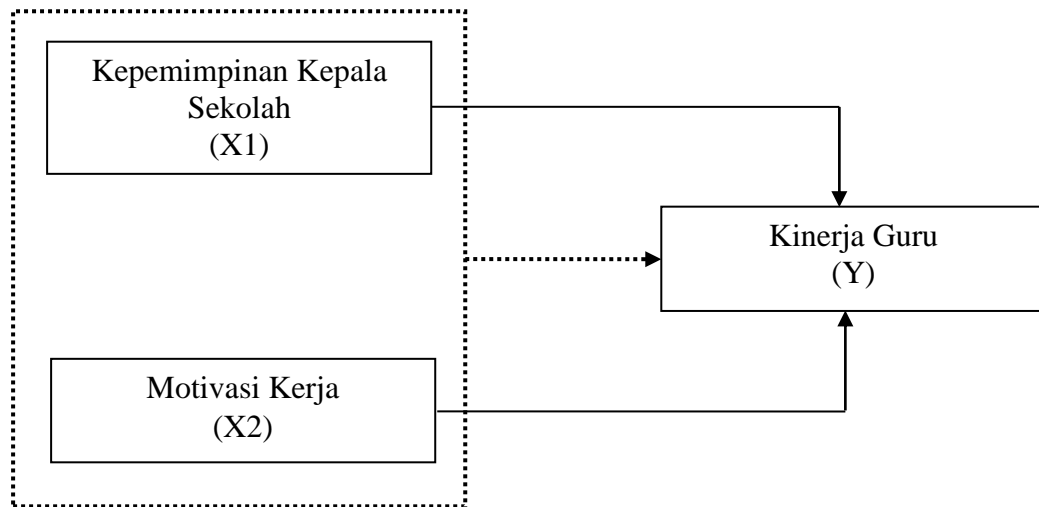 Kepemimpinan Kepala
Sekolah
(X1)
Kinerja Guru
(Y)
Motivasi Kerja
(X2)